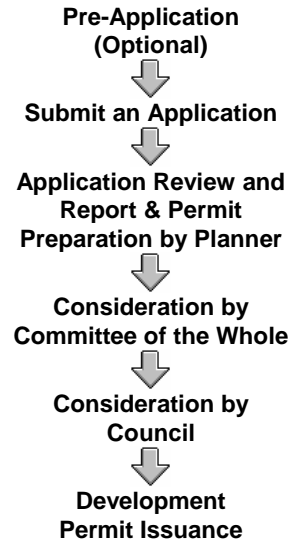 Pre-Application
(Optional)
Submit an Application
Application Review and
Report & Permit
Preparation by Planner
Consideration by
Committee of the Whole
Consideration by
Council
Development
Permit Issuance